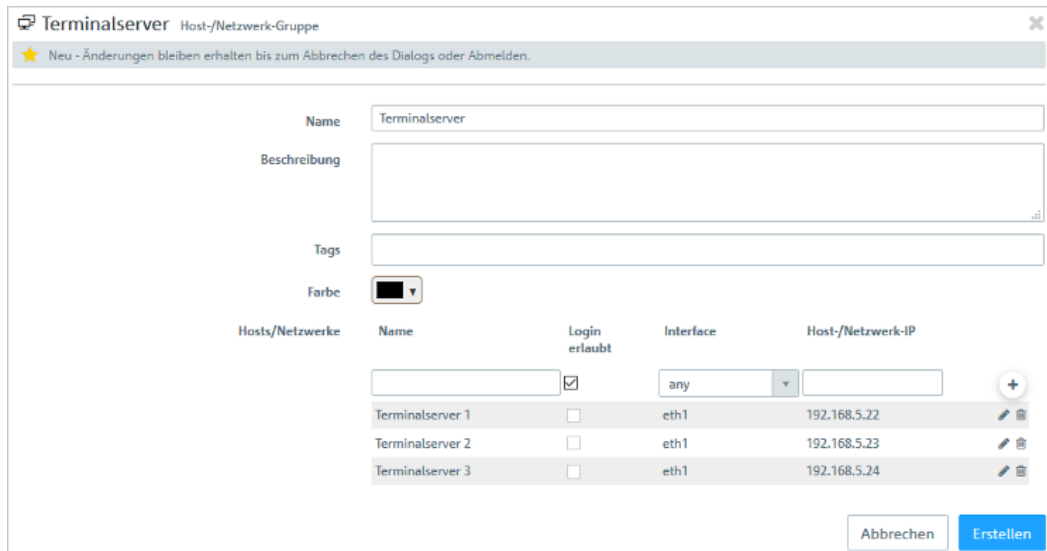 Terminalserver Host-/Netzwerk-Gruppe
Neu - Änderungen bleiben erhalten bis zum Abbrechen des Dialogs oder Abmelden.
Name Terminalserver
Beschreibung
Tags
Farbe
Hosts/Netzwerke Name Login erlaubt Interface Host-/Netzwerk-IP
any
Terminalserver 1 eth1 192.168.5.22
Terminalserver 2 eth1 192.168.5.23
Terminalserver 3 eth1 192.168.5.24
Abbrechen Erstellen